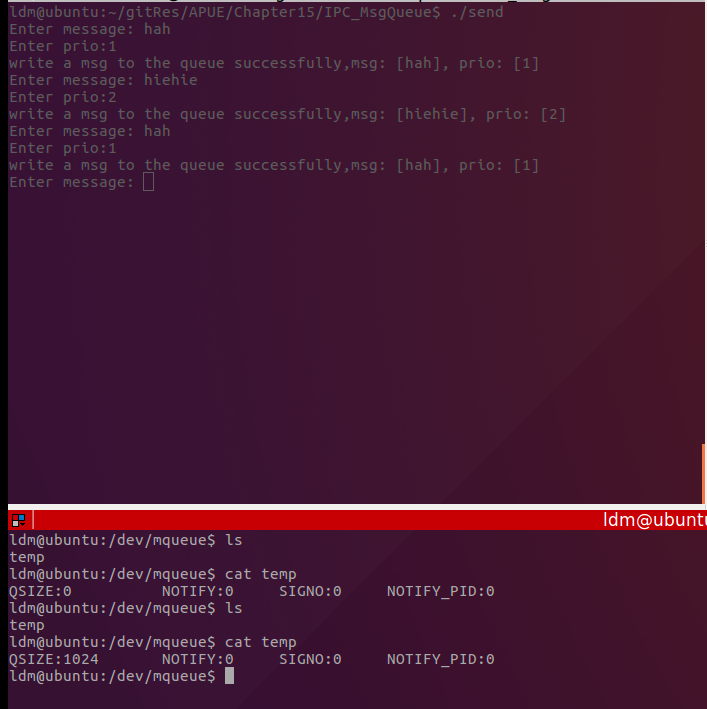 ldm@ubuntu:~/gitRes/APUE/Chapter15/IPC_MsgQueue$ ./send
Enter message: hah
Enter prio:1
write a msg to the queue successfully,msg: [hah], prio: [1]
Enter message: hiehie
Enter prio:2
write a msg to the queue successfully,msg: [hiehie], prio: [2]
Enter message: hah
Enter prio:1
write a msg to the queue successfully,msg: [hah], prio: [1]
Enter message:
ldm@ubuntu
ldm@ubuntu:/dev/mqueue$ ls
temp
ldm@ubuntu:/dev/mqueue$ cat temp
QSIZE:0          NOTIFY:0     SIGNO:0     NOTIFY_PID:0
ldm@ubuntu:/dev/mqueue$ ls
temp
ldm@ubuntu:/dev/mqueue$ cat temp
QSIZE:1024       NOTIFY:0     SIGNO:0     NOTIFY_PID:0
ldm@ubuntu:/dev/mqueue$